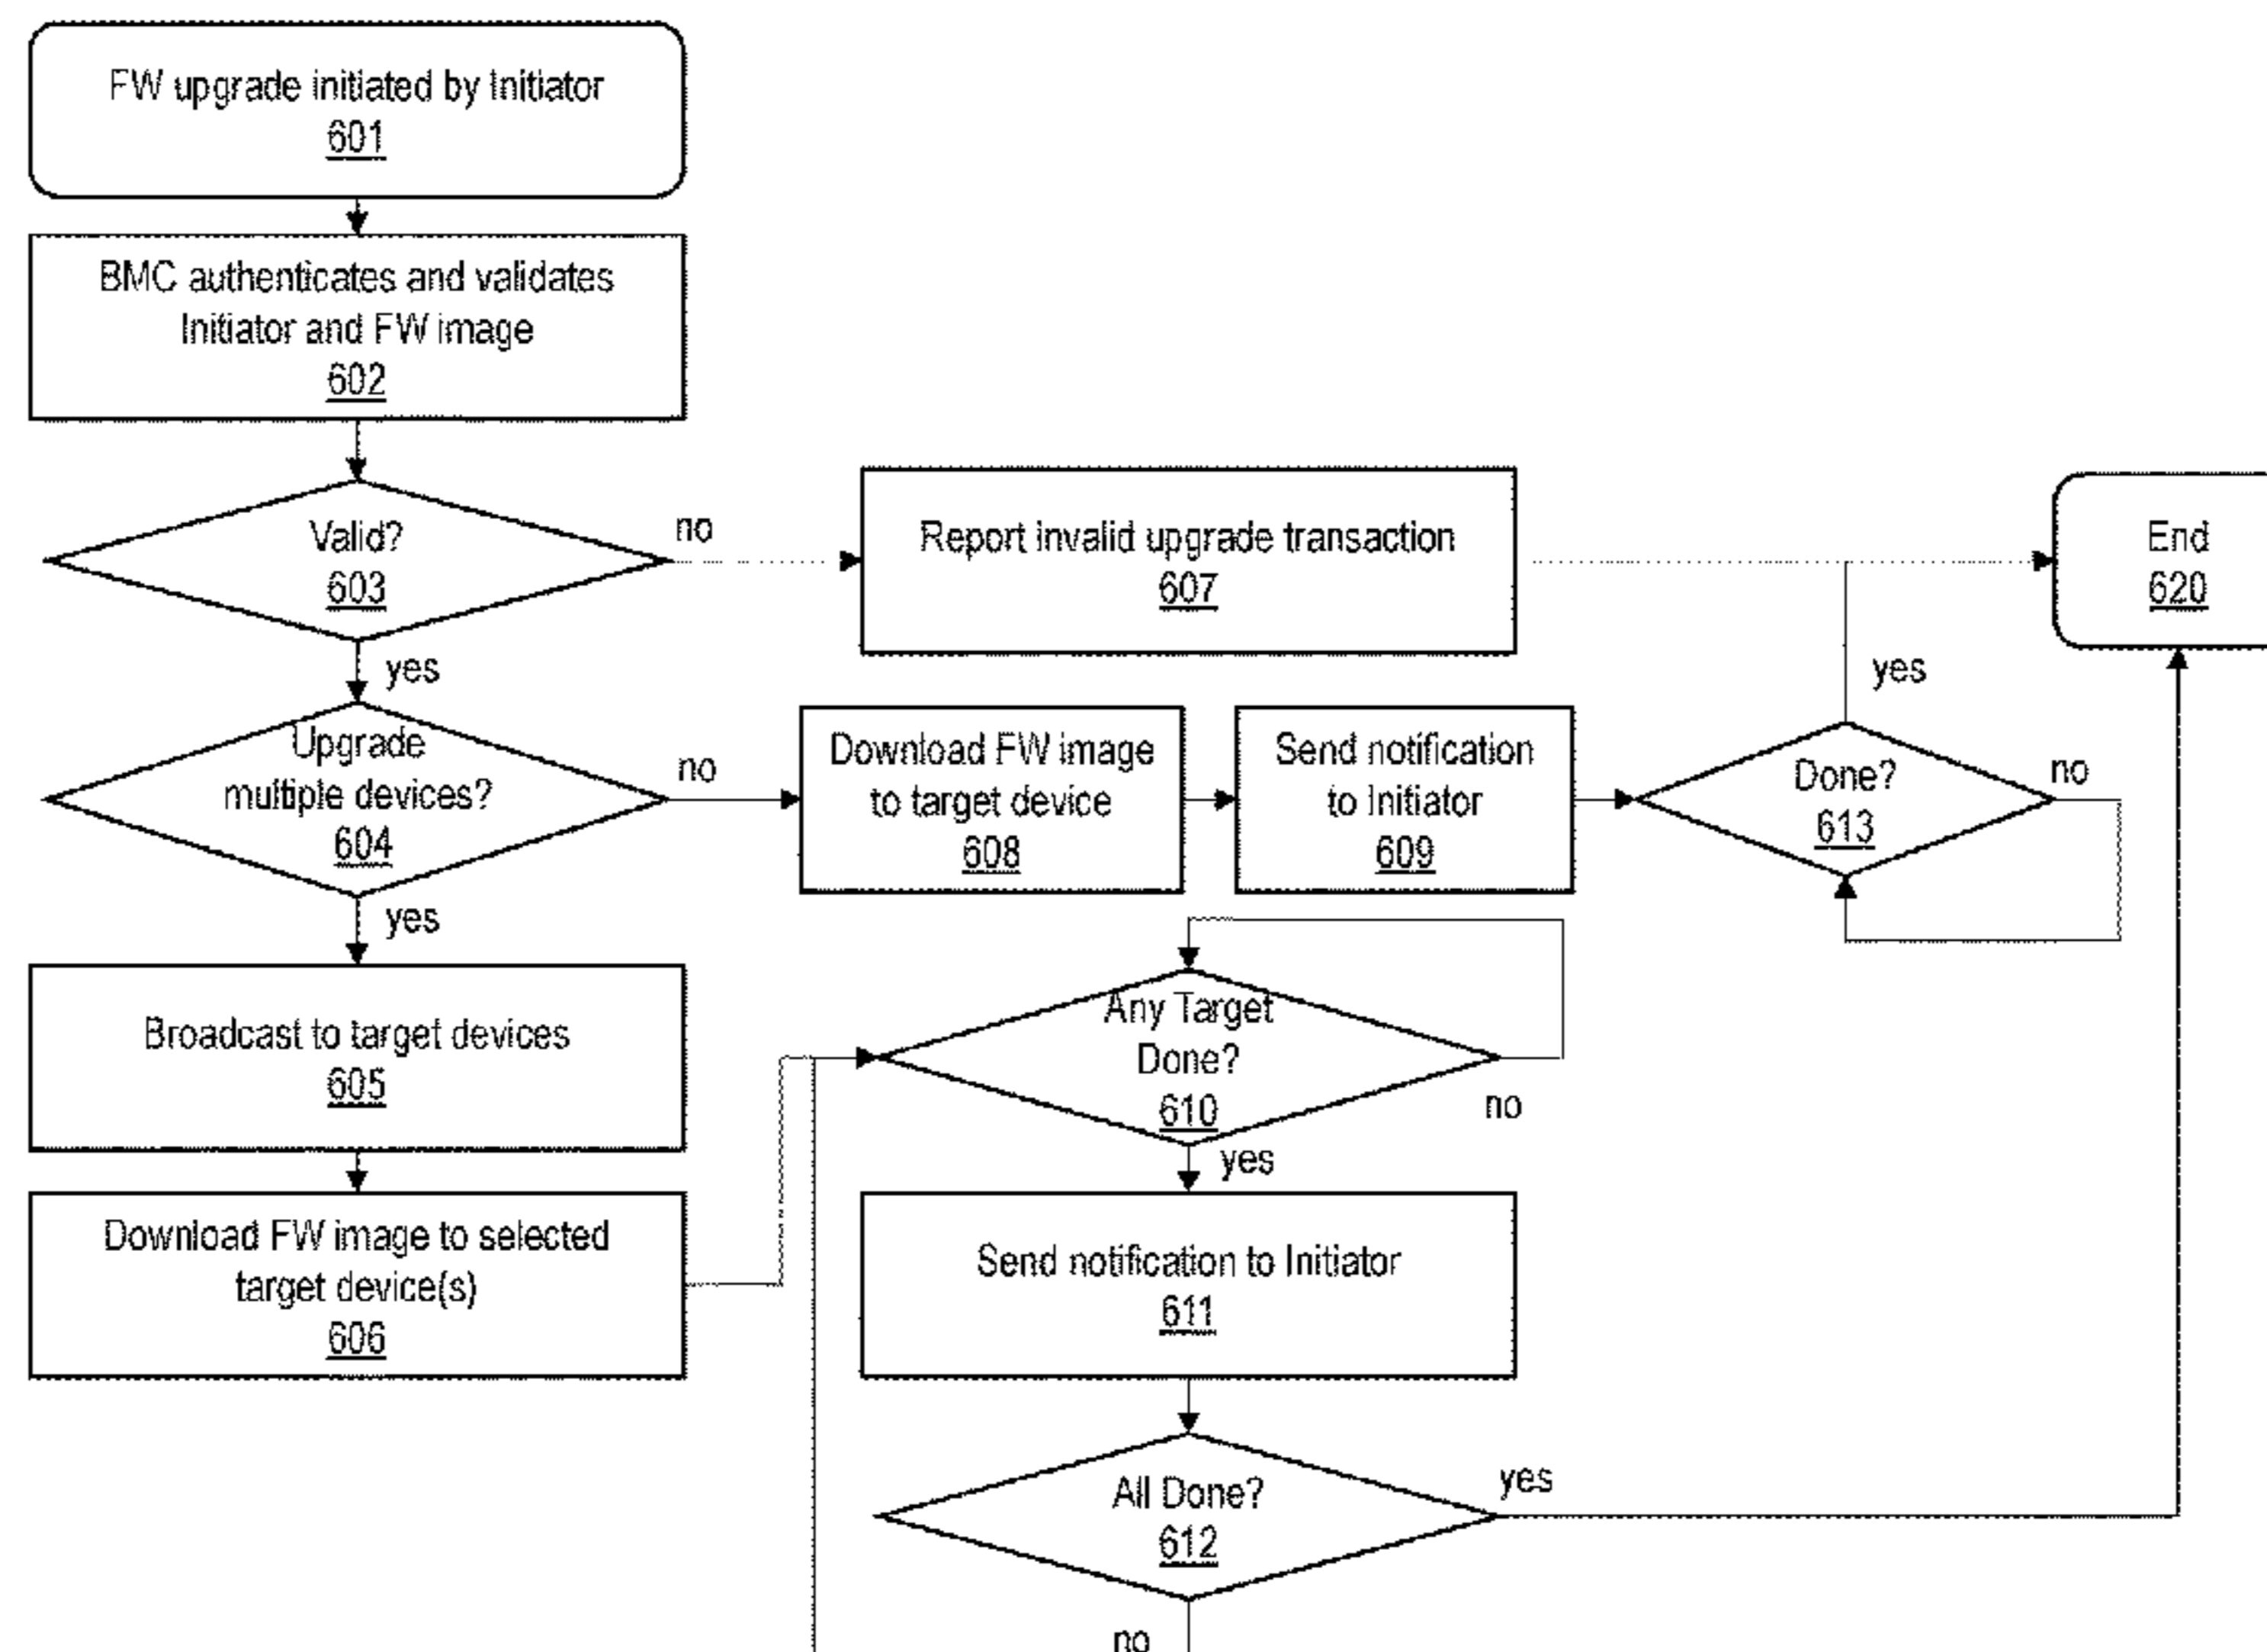 FW upgrade initiated by Initiator
601
BMC authenticates and validates
Initiator and FW image
602
Valid?
603
no
yes
Report invalid upgrade transaction
607
End
620
Upgrade
multiple devices?
604
no
yes
Download FW image
to target device
608
Send notification
to Initiator
609
Done?
613
yes
no
Broadcast to target devices
605
Download FW image to selected
target device(s)
606
Any Target
Done?
610
no
yes
Send notification to Initiator
611
All Done?
612
yes
no